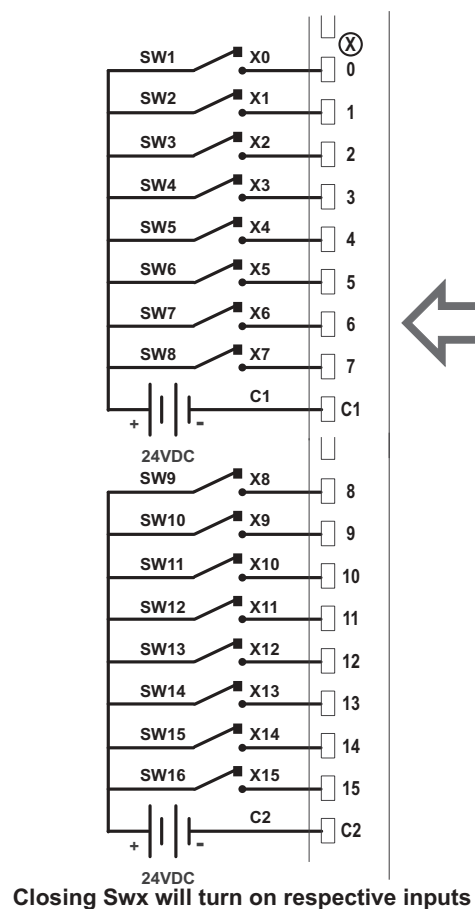 X
SW1 X0 0
SW2 X1 1
SW3 X2 2
SW4 X3 3
SW5 X4 4
SW6 X5 5
SW7 X6 6
SW8 X7 7
C1 C1
+ -
24VDC
SW9 X8 8
SW10 X9 9
SW11 X10 10
SW12 X11 11
SW13 X12 12
SW14 X13 13
SW15 X14 14
SW16 X15 15
C2 C2
+ -
24VDC
Closing Swx will turn on respective inputs